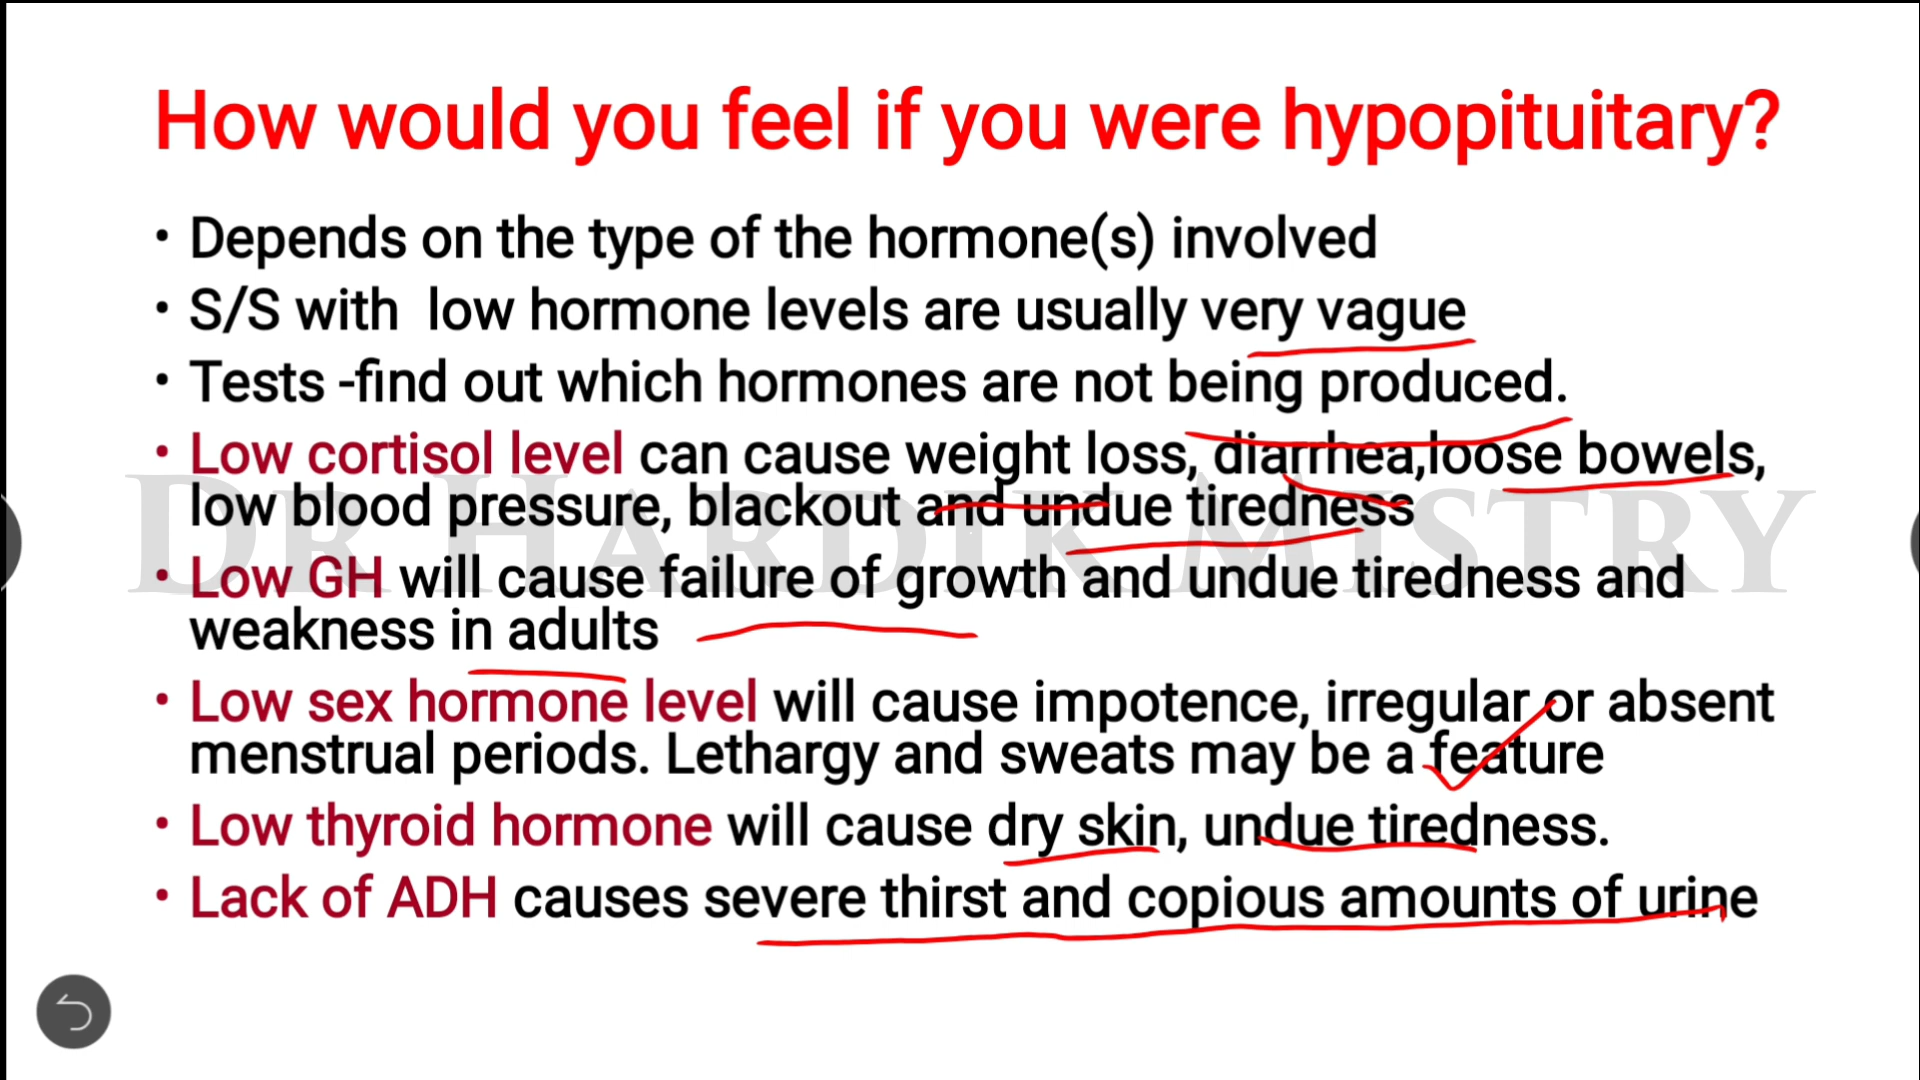 How would you feel if you were hypopituitary?
• Depends on the type of the hormone(s) involved
• S/S with  low hormone levels are usually very vague
• Tests -find out which hormones are not being produced.
• Low cortisol level can cause weight loss, diarrhea,loose bowels,
low blood pressure, blackout and undue tiredness
DR HARDIK MISTRY
• Low GH will cause failure of growth and undue tiredness and
weakness in adults
• Low sex hormone level will cause impotence, irregular or absent
menstrual periods. Lethargy and sweats may be a feature
• Low thyroid hormone will cause dry skin, undue tiredness.
• Lack of ADH causes severe thirst and copious amounts of urine